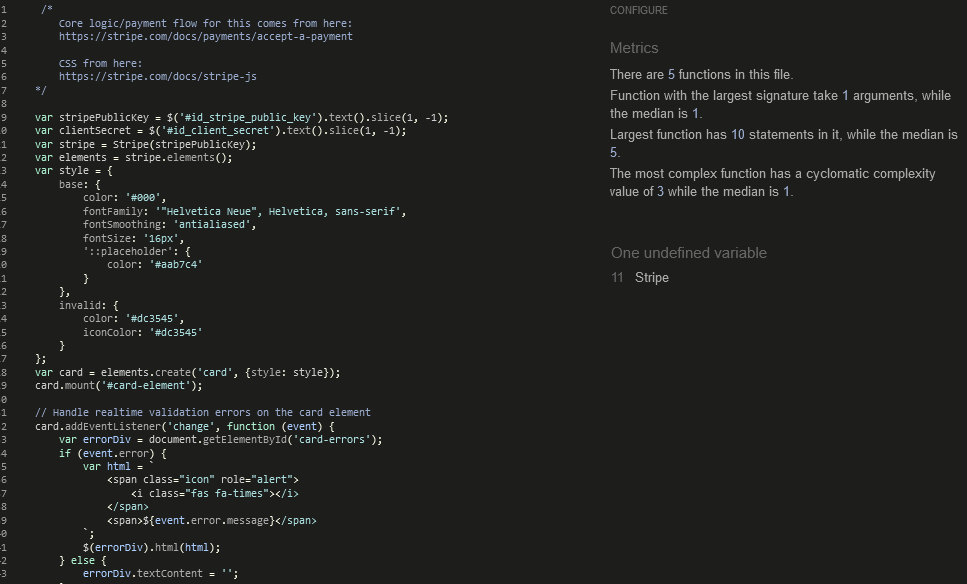 1 /*
2 Core logic/payment flow for this comes from here:
3 https://stripe.com/docs/payments/accept-a-payment
4
5 CSS from here:
6 https://stripe.com/docs/stripe-js
7 */
8
9 var stripePublicKey = $('#id_stripe_public_key').text().slice(1, -1);
.0 var clientSecret = $('#id_client_secret').text().slice(1, -1);
.1 var stripe = Stripe(stripePublicKey);
.2 var elements = stripe.elements();
.3 var style = {
.4 base: {
.5 color: '#000',
.6 fontFamily: '"Helvetica Neue", Helvetica, sans-serif',
.7 fontSmoothing: 'antialiased',
.8 fontSize: '16px',
.9 '::placeholder': {
0 color: '#aab7c4'
1 }
2 },
3 invalid: {
4 color: '#dc3545',
5 iconColor: '#dc3545'
6 }
7 };
8 var card = elements.create('card', {style: style});
9 card.mount('#card-element');
0
1 // Handle realtime validation errors on the card element
2 card.addEventListener('change', function (event) {
3 var errorDiv = document.getElementById('card-errors');
4 if (event.error) {
5 var html = `
6 <span class="icon" role="alert">
7 <i class="fas fa-times"></i>
8 </span>
9 <span>${event.error.message}</span>
0 `;
1 $(errorDiv).html(html);
2 } else {
3 errorDiv.textContent = '';
CONFIGURE
Metrics
There are 5 functions in this file.
Function with the largest signature take 1 arguments, while
the median is 1.
Largest function has 10 statements in it, while the median is
5.
The most complex function has a cyclomatic complexity
value of 3 while the median is 1.
One undefined variable
11 Stripe